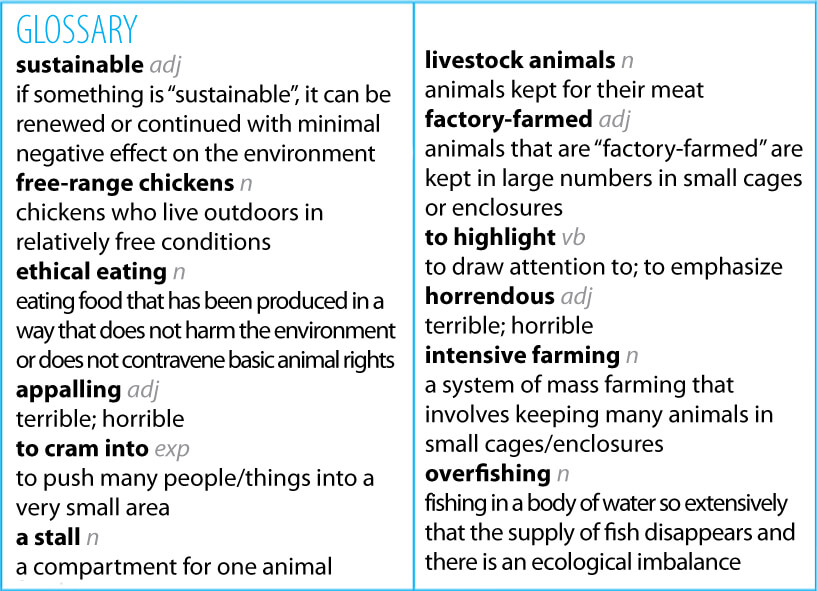 GLOSSARY
sustainable adj
if something is “sustainable”, it can be
renewed or continued with minimal
negative effect on the environment
free-range chickens n
chickens who live outdoors in
relatively free conditions
ethical eating n
eating food that has been produced in a
way that does not harm the environment
or does not contravene basic animal rights
appalling adj
terrible; horrible
to cram into exp
to push many people/things into a
very small area
a stall n
a compartment for one animal
livestock animals n
animals kept for their meat
factory-farmed adj
animals that are “factory-farmed” are
kept in large numbers in small cages
or enclosures
to highlight vb
to draw attention to; to emphasize
horrendous adj
terrible; horrible
intensive farming n
a system of mass farming that
involves keeping many animals in
small cages/enclosures
overfishing n
fishing in a body of water so extensively
that the supply of fish disappears and
there is an ecological imbalance